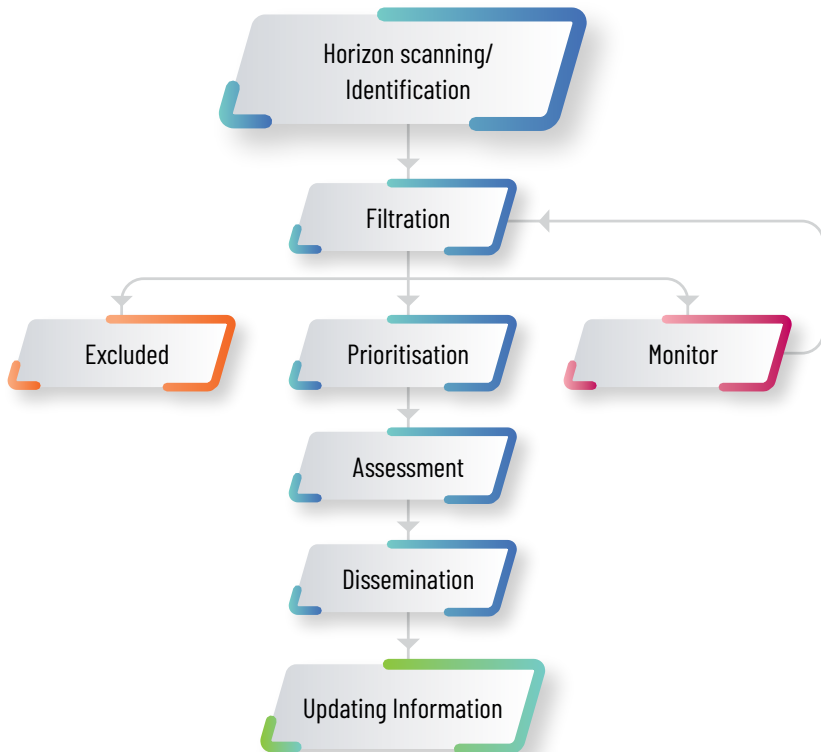 Horizon scanning/
Identification
Filtration
Excluded
Prioritisation
Monitor
Assessment
Dissemination
Updating Information